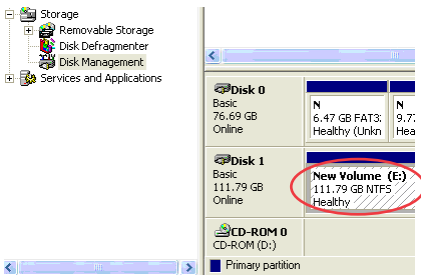 Storage
Removable Storage
Disk Defragmenter
Disk Management
Services and Applications
Disk 0
Basic
76.69 GB
Online
N
6.47 GB FAT3
Healthy (Unkn
N
9.7
Hea
Disk 1
Basic
111.79 GB
Online
New Volume (E:)
111.79 GB NTFS
Healthy
CD-ROM 0
CD-ROM (D:)
Primary partition